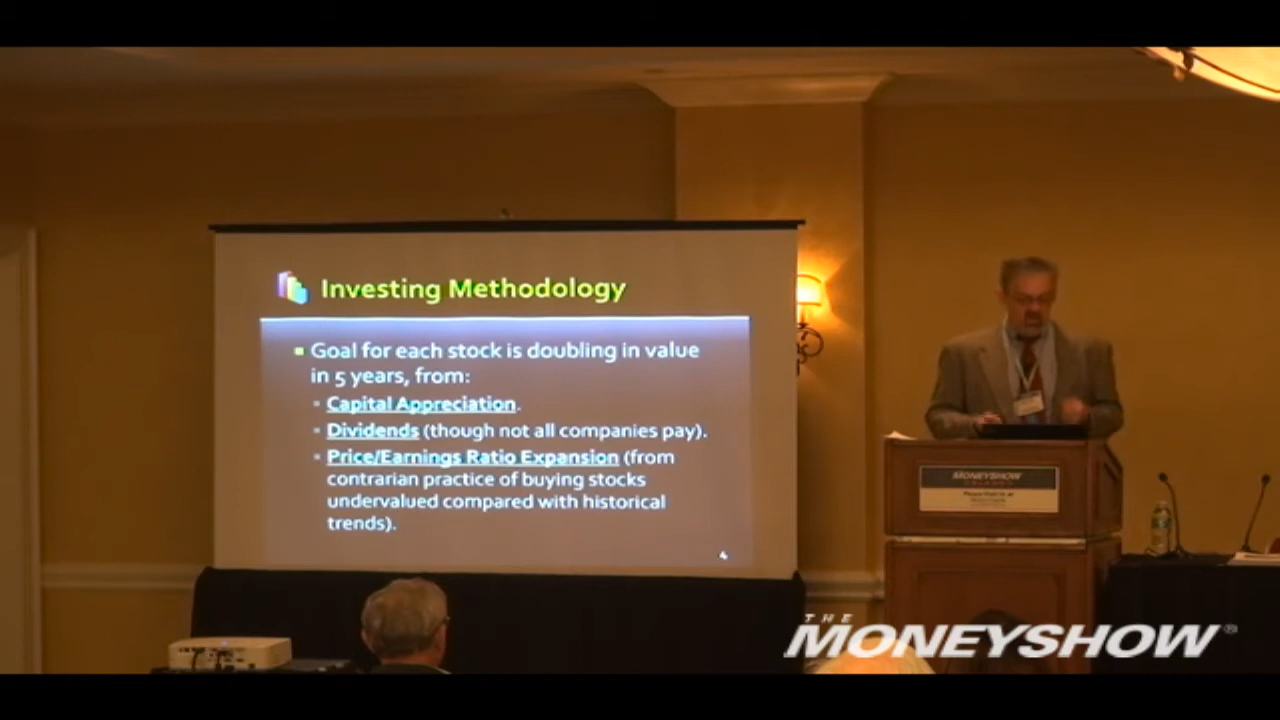 Investing Methodology
Goal for each stock is doubling in value
in 5 years, from:
Capital Appreciation.
Dividends (though not all companies pay).
Price/Earnings Ratio Expansion (from
contrarian practice of buying stocks
undervalued compared with historical
trends).
4
MONEYSHOW
ORLANDO
THE
MONEYSHOW®